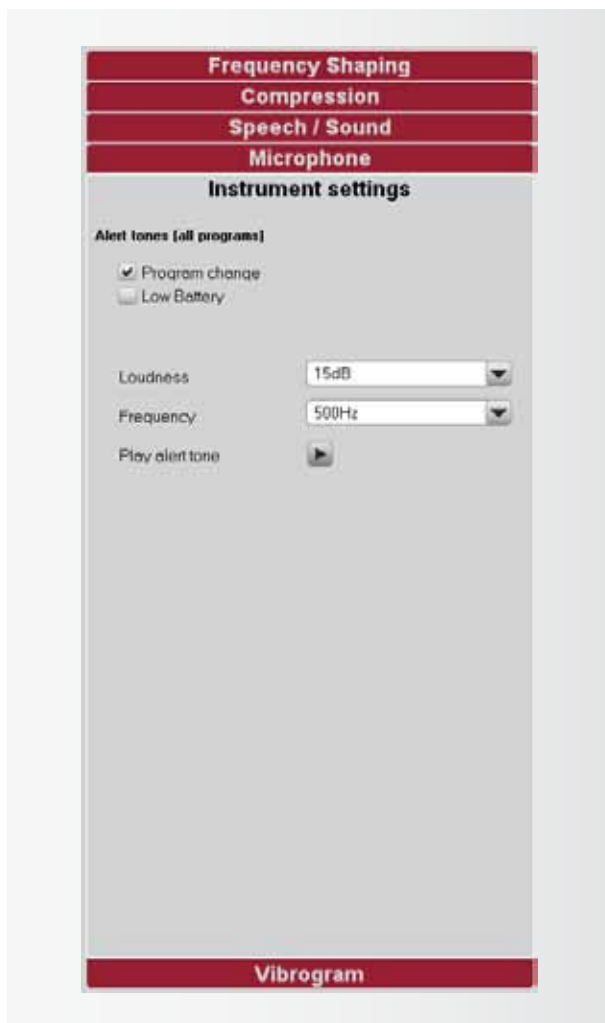 Frequency Shaping
Compression
Speech / Sound
Microphone
Instrument settings
Alert tones (all programs)
Program change
Low Battery
Loudness 15dB
Frequency 500Hz
Play alert tone
Vibrogram